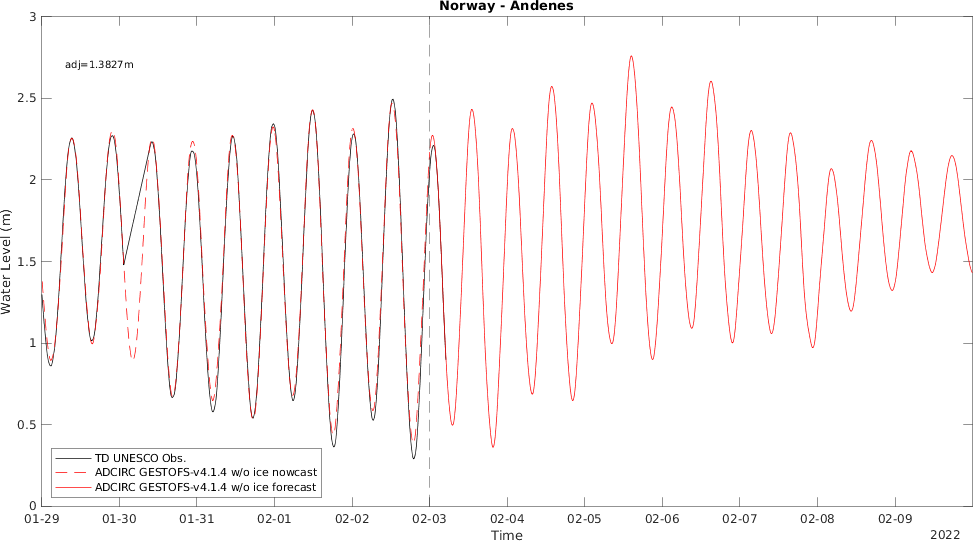 Norway - Andenes
adj=1.3827m
Water Level (m)
3
2.5
2
1.5
1
0.5
0
TD UNESCO Obs.
ADCIRC GESTOFS-v4.1.4 w/o ice nowcast
ADCIRC GESTOFS-v4.1.4 w/o ice forecast
01-29 01-30 01-31 02-01 02-02 02-03 02-04 02-05 02-06 02-07 02-08 02-09
Time
2022